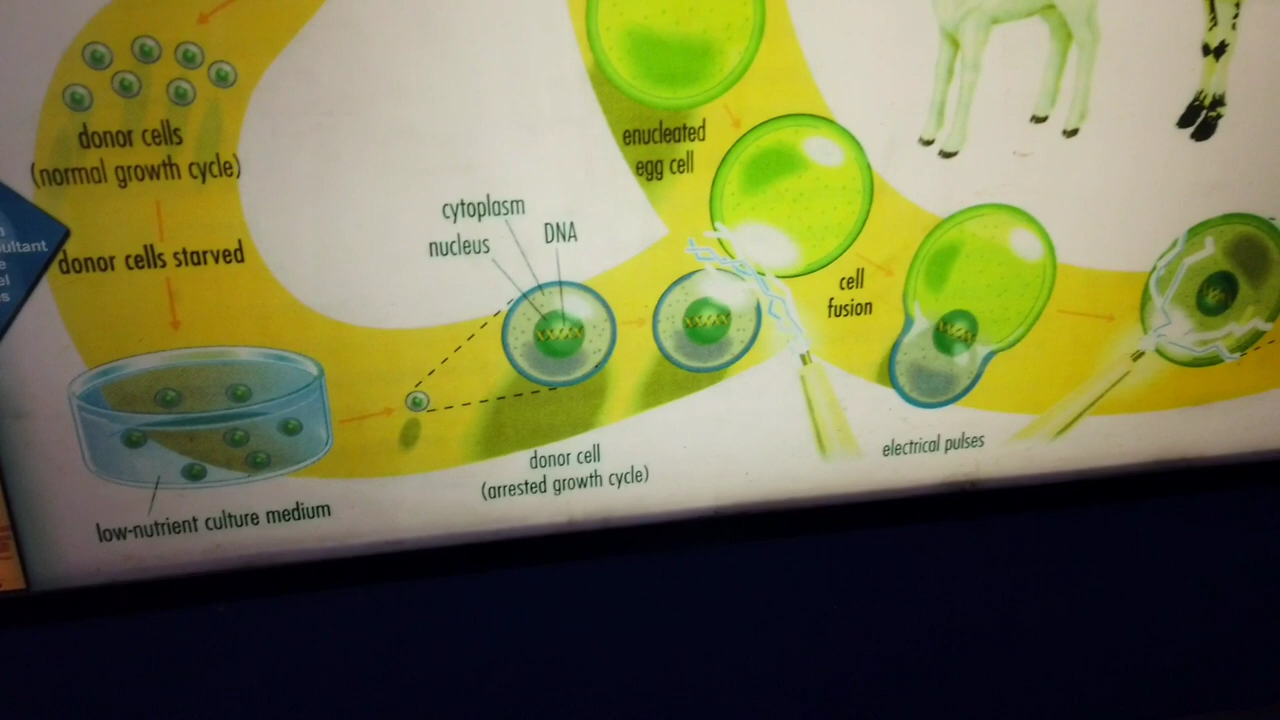 donor cells
(normal growth cycle)
donor cells starved
low-nutrient culture medium
cytoplasm
nucleus
DNA
donor cell
(arrested growth cycle)
enucleated
egg cell
cell
fusion
electrical pulses